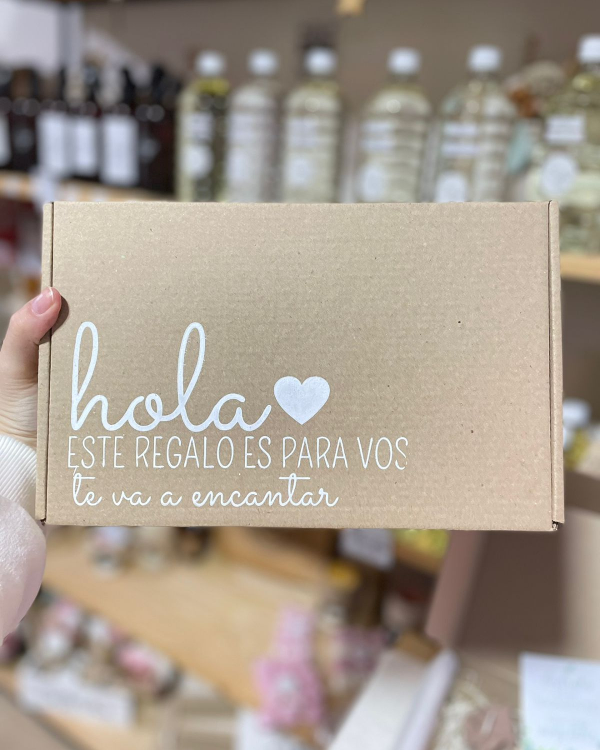 hola
ESTE REGALO ES PARA VOS
te va a encantar